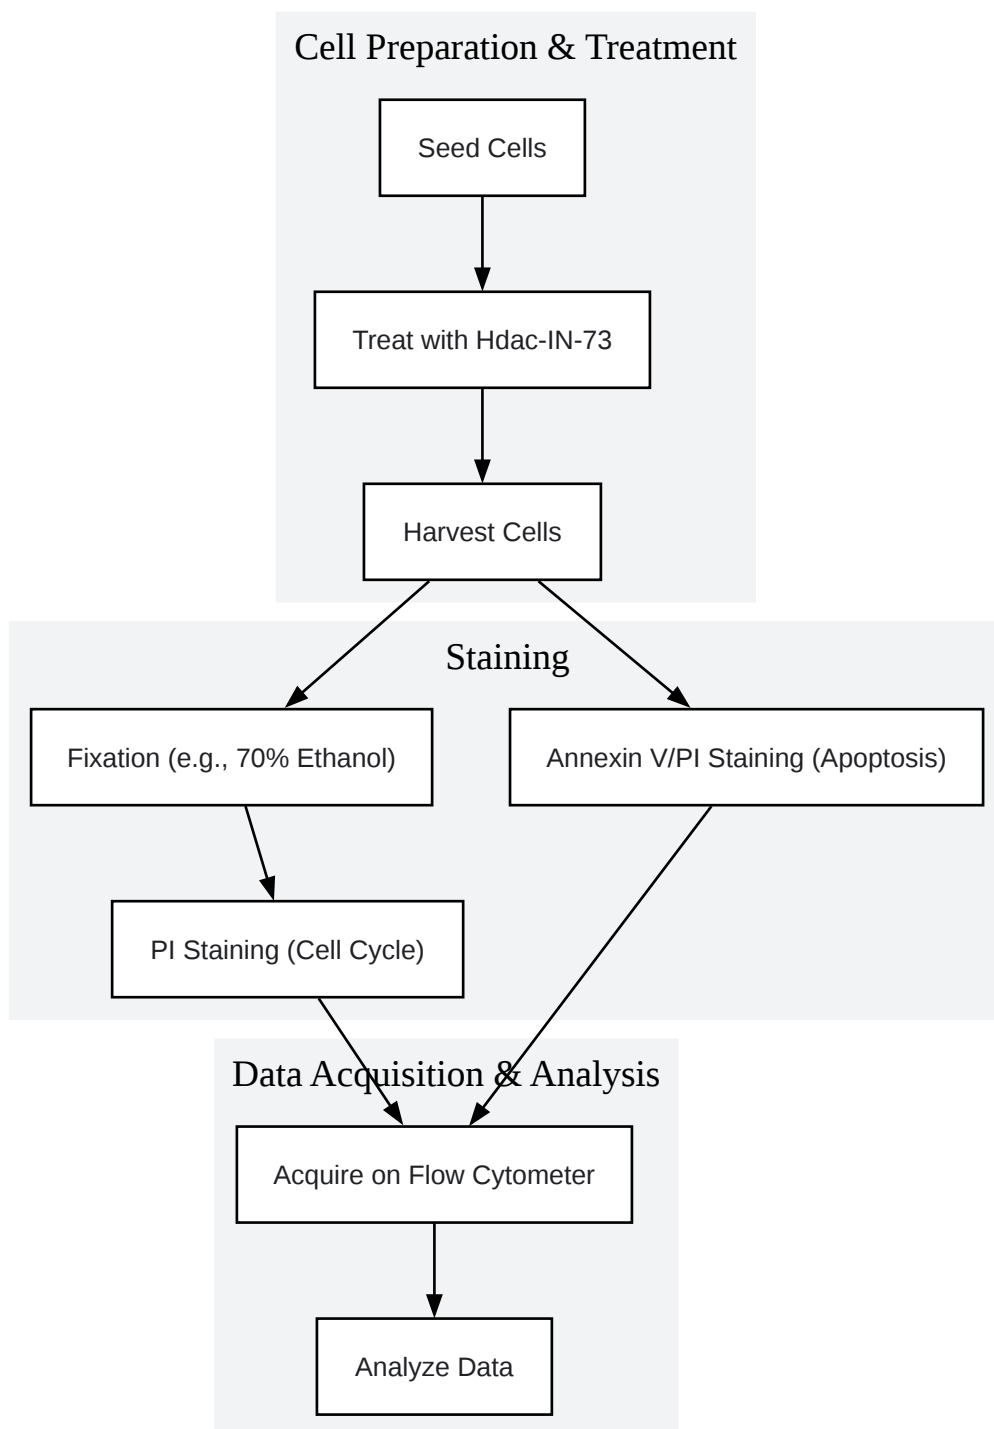 Cell Preparation & Treatment
Seed Cells
Treat with Hdac-IN-73
Harvest Cells
Staining
Fixation (e.g., 70% Ethanol)
Annexin V/PI Staining (Apoptosis)
PI Staining (Cell Cycle)
Data Acquisition & Analysis
Acquire on Flow Cytometer
Analyze Data